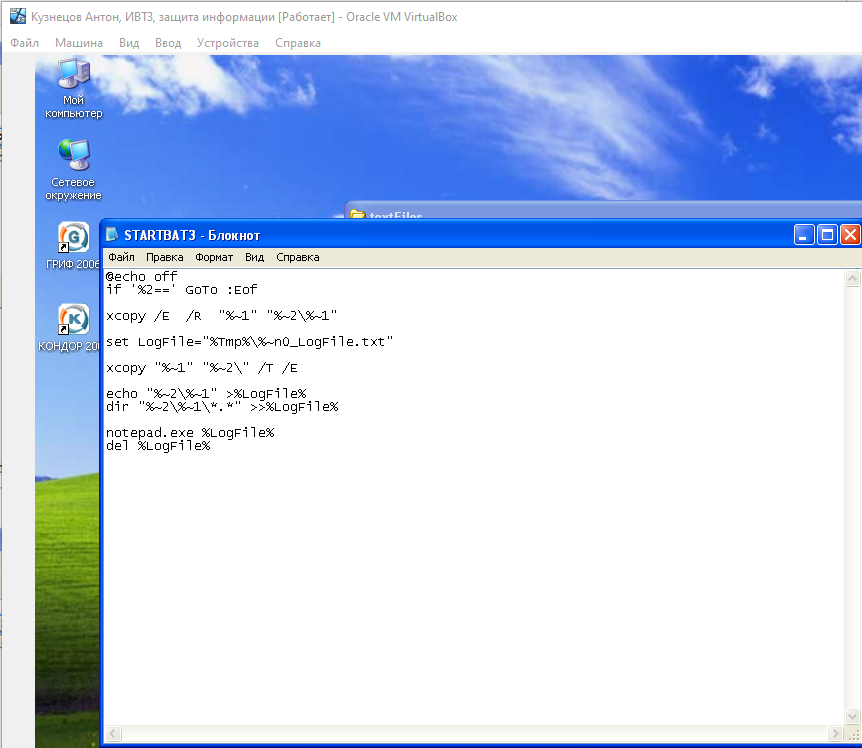 Кузнецов Антон, ИВТ3, защита информации [Работает] - Oracle VM VirtualBox
Файл Машина Вид Ввод Устройства Справка
Мой
компьютер
Сетевое
окружение
ГРИФ 2006
КОНДОР 200
textFiles
STARTBAT3 - Блокнот
Файл Правка Формат Вид Справка
@echo off
if '%2==' GoTo :Eof
xcopy /E  /R  "%~1" "%~2\%~1"
set LogFile="%Tmp%\%~n0_LogFile.txt"
xcopy "%~1" "%~2\" /T /E
echo "%~2\%~1" >%LogFile%
dir "%~2\%~1\*.*" >>%LogFile%
notepad.exe %LogFile%
del %LogFile%